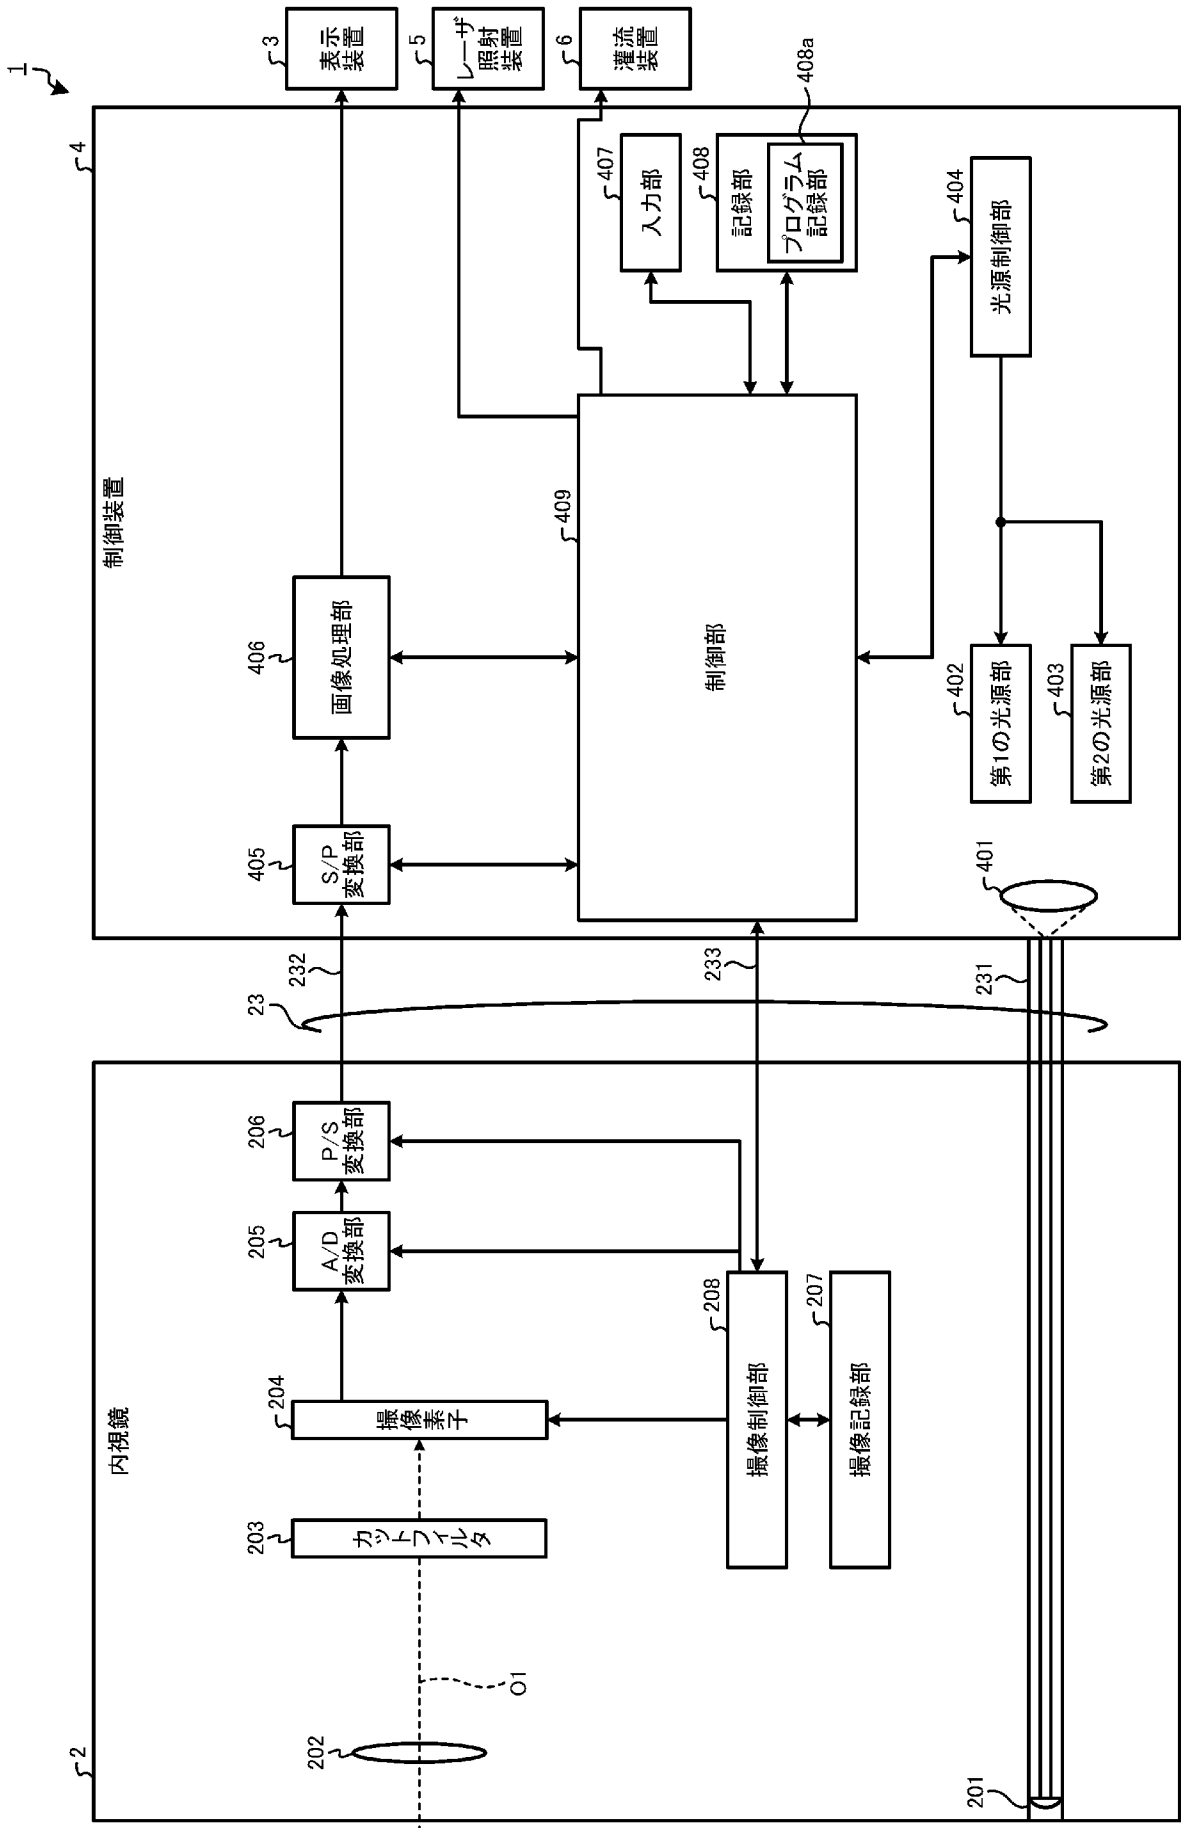 1
2
内視鏡
202
O1
203
カットフィルタ
204
撮像素子
205
A/D
変換部
206
P/S
変換部
208
撮像制御部
207
撮像記録部
201
23
232
233
231
4
制御装置
405
S/P
変換部
406
画像処理部
409
制御部
401
402
第1の光源部
403
第2の光源部
404
光源制御部
407
入力部
408
記録部
408a
プログラム
記録部
3
表示
装置
5
レーザ
照射装置
6
灌流装置